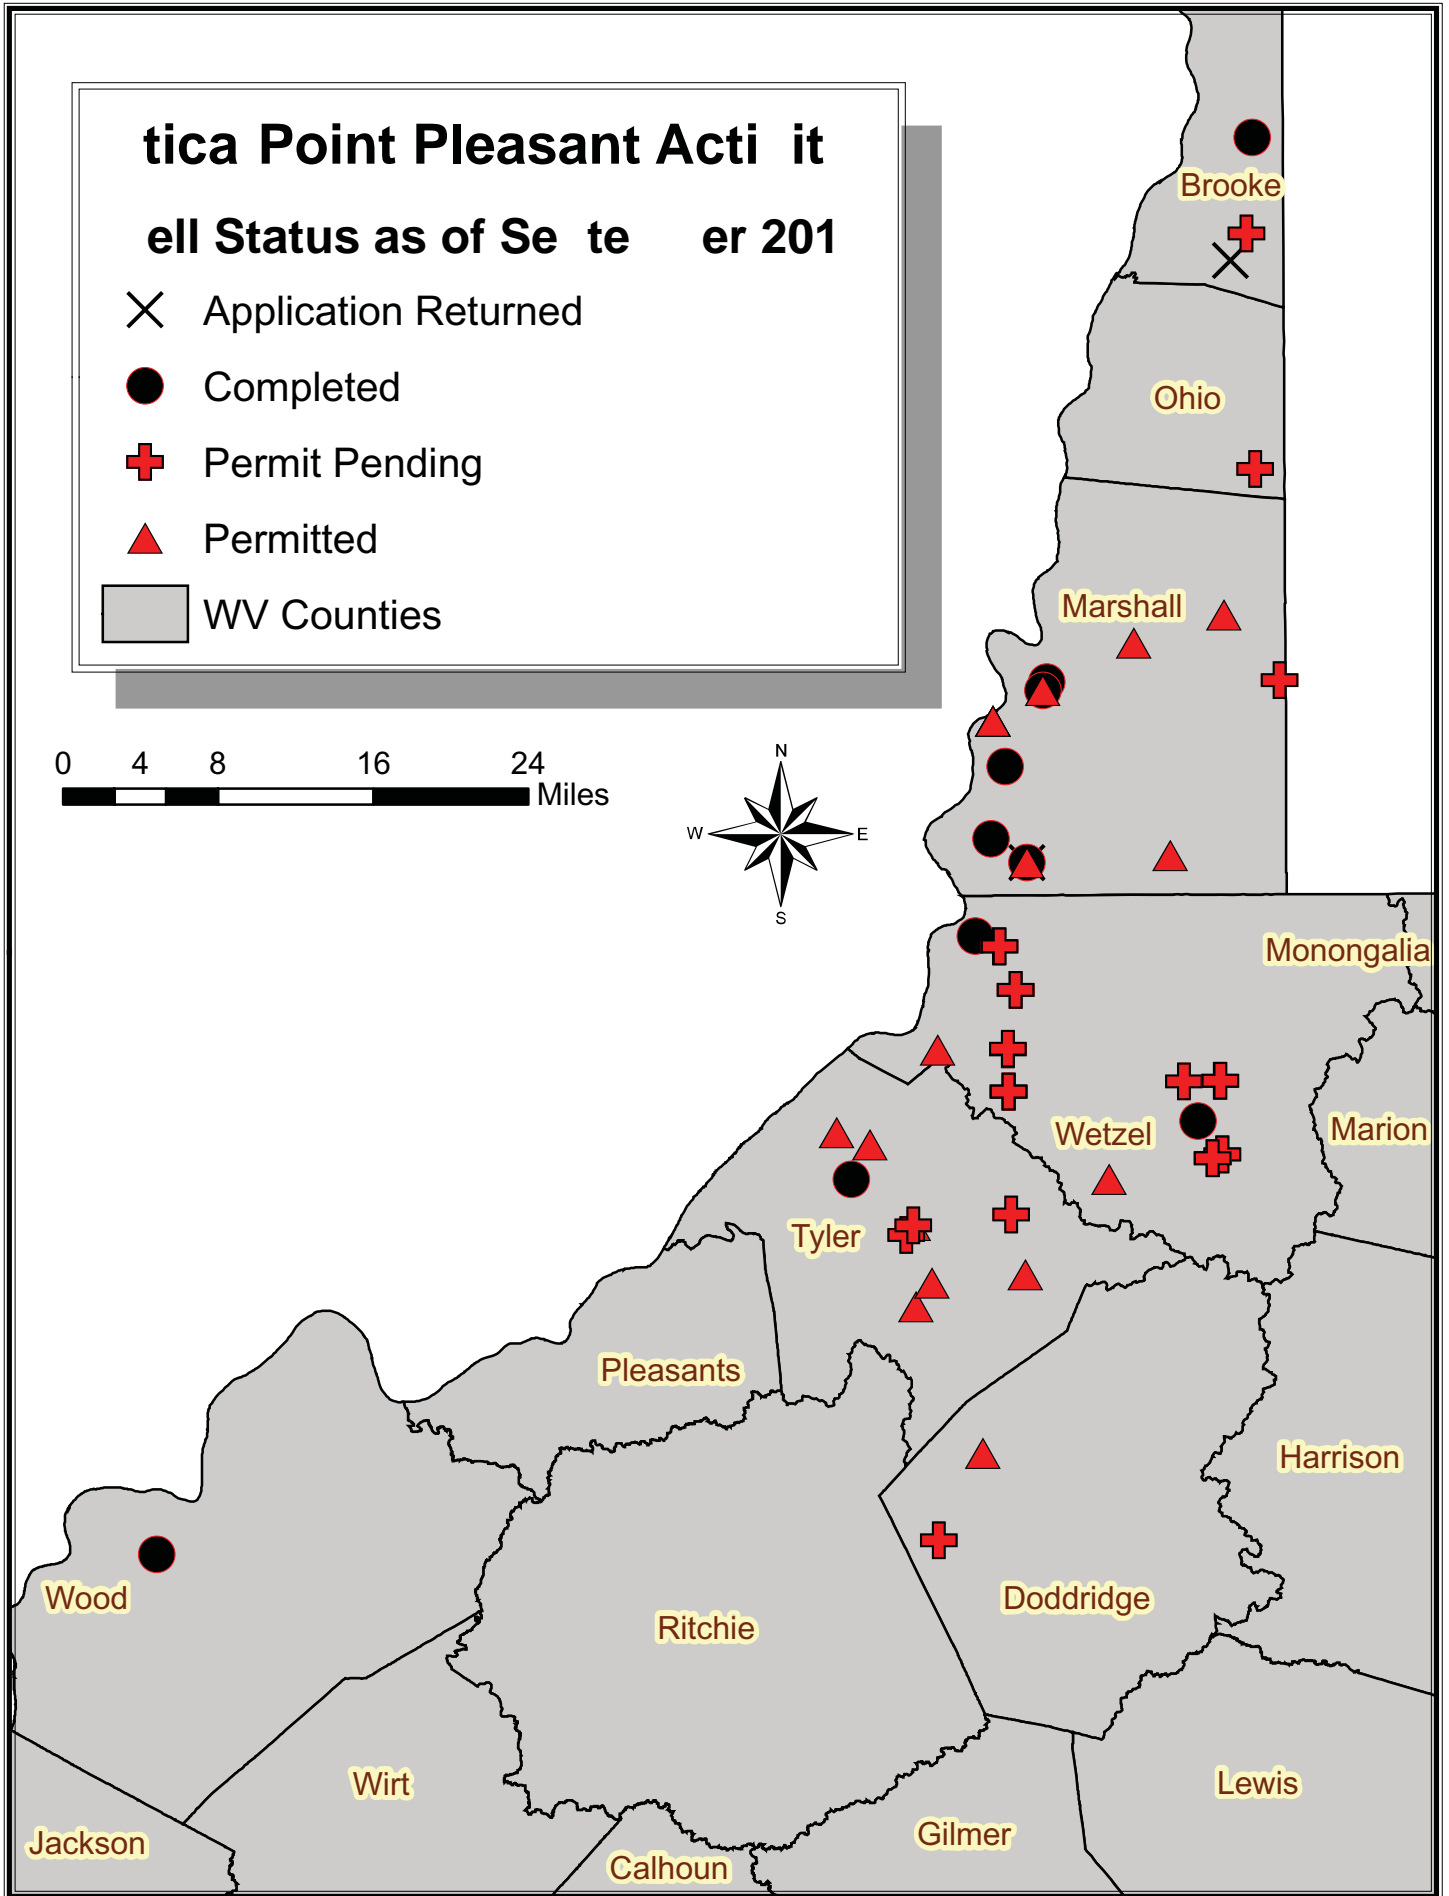 tica Point Pleasant Acti it
ell Status as of Se te er 201
Application Returned
Completed
Permit Pending
Permitted
WV Counties
0 4 8 16 24
Miles
N
W E
S
Brooke
Ohio
Marshall
Monongalia
Wetzel
Marion
Tyler
Pleasants
Harrison
Wood
Doddridge
Ritchie
Wirt
Lewis
Jackson
Gilmer
Calhoun